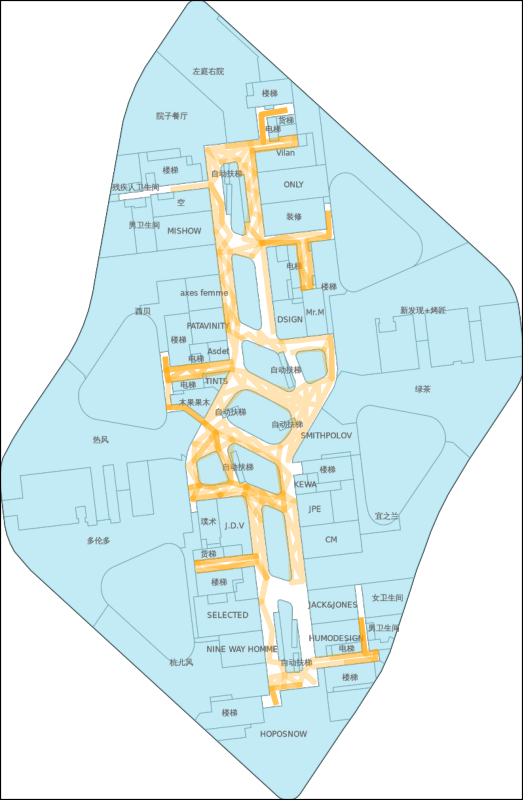 左庭右院
楼梯
院子餐厅
货梯
电梯
Vilan
楼梯
自动扶梯
残疾人卫生间
ONLY
空
装修
男卫生间
MISHOW
电梯
楼梯
axes femme
西贝
新发现+烤匠
Mr.M
DSIGN
PATAVINITY
楼梯
Asdet
电梯
自动扶梯
TINTS
电梯
绿茶
木果果木
自动扶梯
自动扶梯
SMITHPOLOV
热风
自动扶梯
楼梯
KEWA
JPE
宜之兰
璞术
J.D.V
多伦多
CM
货梯
楼梯
女卫生间
JACK&JONES
SELECTED
男卫生间
HUMODESIGN
NINE WAY HOMME
电梯
杭儿风
自动扶梯
楼梯
楼梯
HOPOSNOW